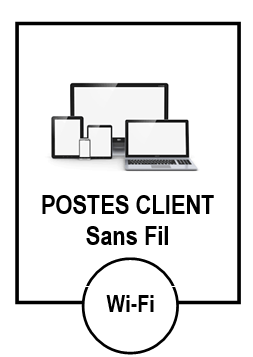 POSTES CLIENT
Sans Fil
Wi-Fi